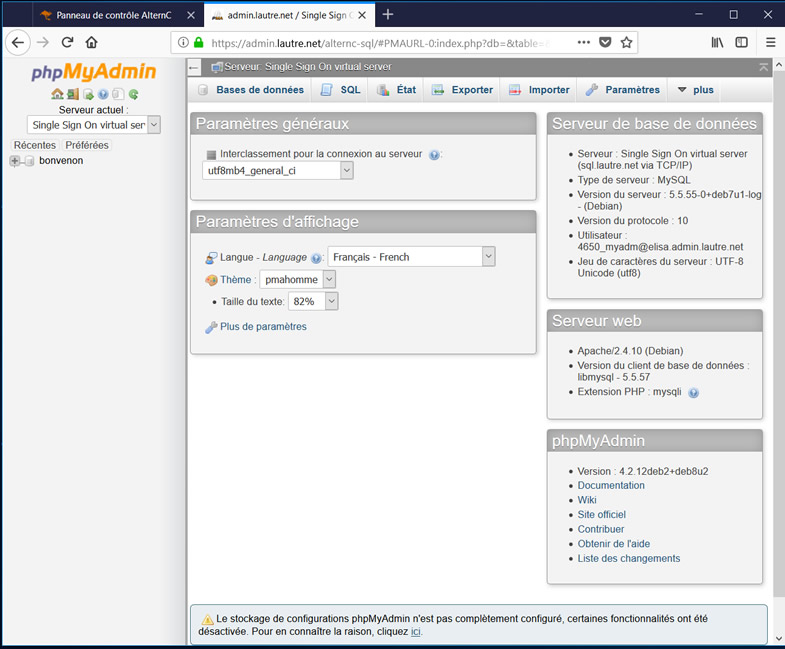 Panneau de contrôle AlternC
admin.lautre.net / Single Sign O
https://admin.lautre.net/alternc-sql/#PMAURL-0:index.php?db=&table=&
phpMyAdmin
Serveur actuel :
Single Sign On virtual ser
Récentes Préférées
bonvenon
Serveur: Single Sign On virtual server
Bases de données SQL État Exporter Importer Paramètres plus
Paramètres généraux
Interclassement pour la connexion au serveur :
utf8mb4_general_ci
Paramètres d'affichage
Langue - Language : Français - French
Thème : pmahomme
Taille du texte: 82%
Plus de paramètres
Serveur de base de données
Serveur : Single Sign On virtual server
(sql.lautre.net via TCP/IP)
Type de serveur : MySQL
Version du serveur : 5.5.55-0+deb7u1-log
- (Debian)
Version du protocole : 10
Utilisateur :
4650_myadm@elisa.admin.lautre.net
Jeu de caractères du serveur : UTF-8
Unicode (utf8)
Serveur web
Apache/2.4.10 (Debian)
Version du client de base de données :
libmysql - 5.5.57
Extension PHP : mysqli
phpMyAdmin
Version : 4.2.12deb2+deb8u2
Documentation
Wiki
Site officiel
Contribuer
Obtenir de l'aide
Liste des changements
Le stockage de configurations phpMyAdmin n'est pas complètement configuré, certaines fonctionnalités ont été
désactivée. Pour en connaître la raison, cliquez ici.